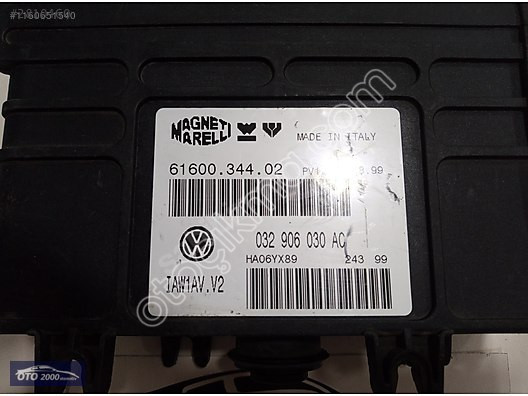 #1160651540
MAGNETI
MARELLI
MADE IN ITALY
61600.344.02
032 906 030 AC
HA06YX89 243 99
IAW1AV.V2
OTO 2000